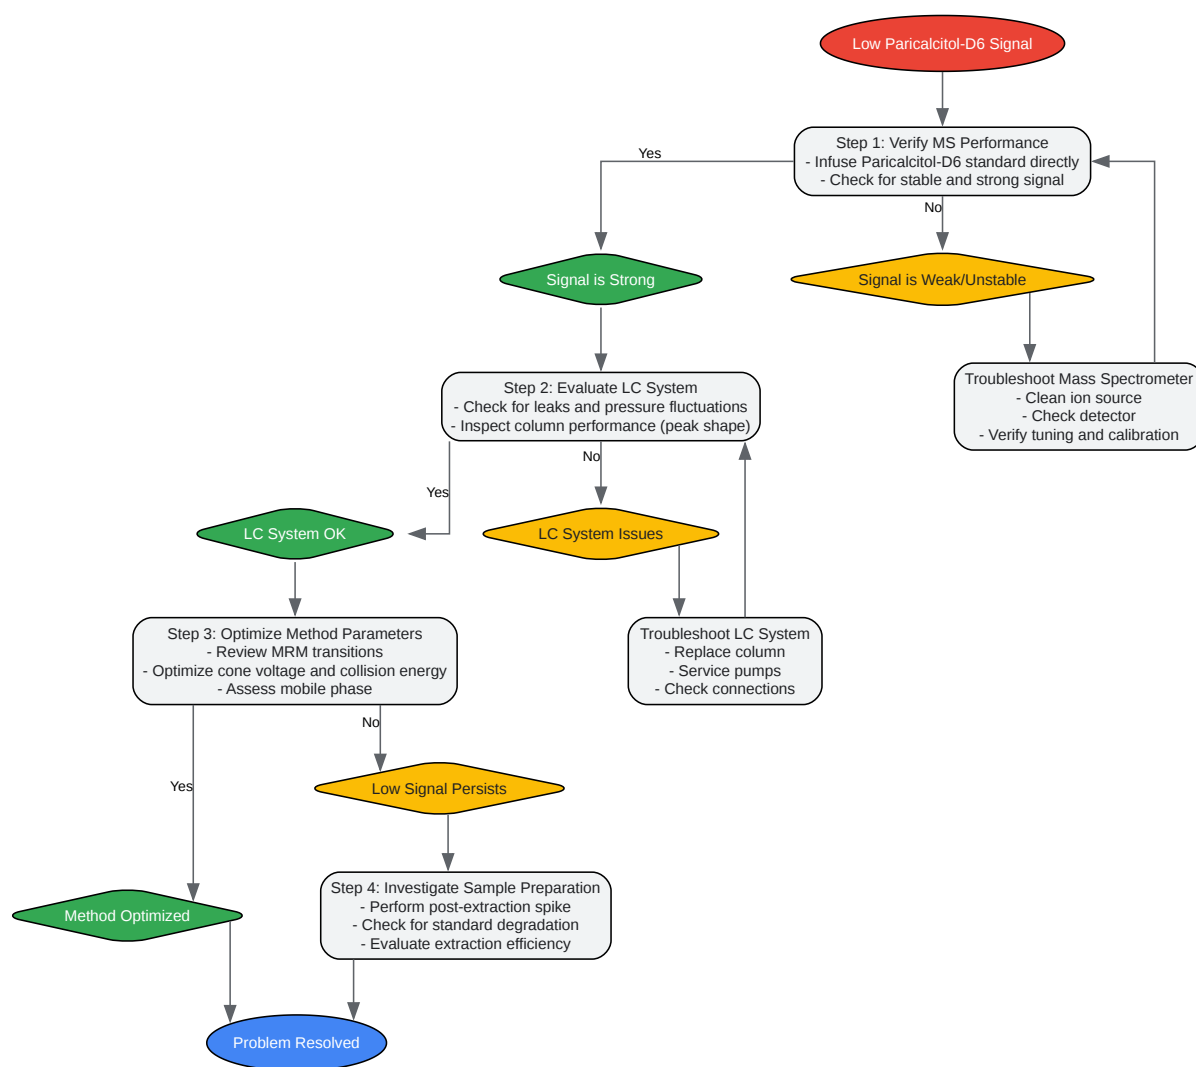 Low Paricalcitol-D6 Signal
Step 1: Verify MS Performance
- Infuse Paricalcitol-D6 standard directly
- Check for stable and strong signal
Yes
No
Signal is Strong
Signal is Weak/Unstable
Troubleshoot Mass Spectrometer
- Clean ion source
- Check detector
- Verify tuning and calibration
Step 2: Evaluate LC System
- Check for leaks and pressure fluctuations
- Inspect column performance (peak shape)
Yes
No
LC System OK
LC System Issues
Troubleshoot LC System
- Replace column
- Service pumps
- Check connections
Step 3: Optimize Method Parameters
- Review MRM transitions
- Optimize cone voltage and collision energy
- Assess mobile phase
No
Yes
Low Signal Persists
Step 4: Investigate Sample Preparation
- Perform post-extraction spike
- Check for standard degradation
- Evaluate extraction efficiency
Method Optimized
Problem Resolved